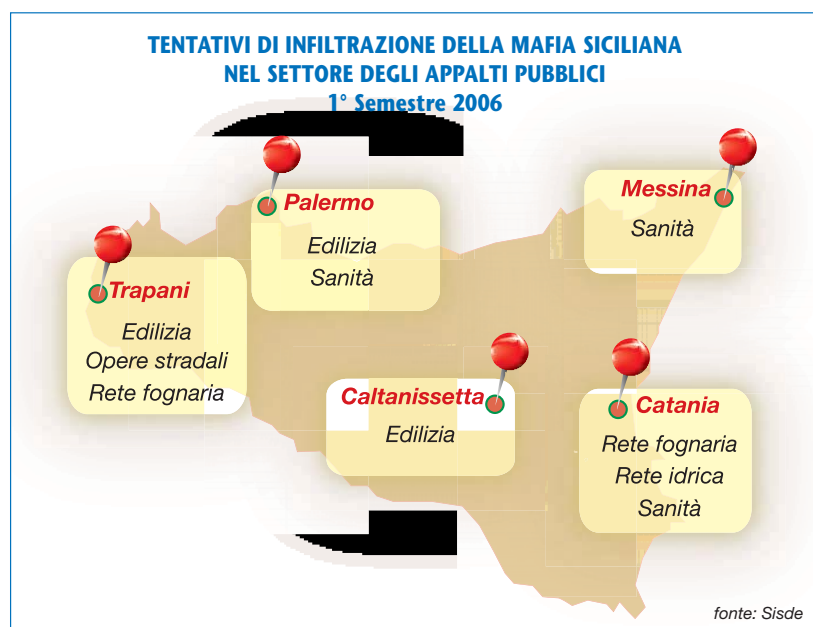 TENTATIVI DI INFILTRAZIONE DELLA MAFIA SICILIANA
NEL SETTORE DEGLI APPALTI PUBBLICI
1° Semestre 2006
Palermo
Edilizia
Sanità
Messina
Sanità
Trapani
Edilizia
Opere stradali
Rete fognaria
Caltanissetta
Edilizia
Catania
Rete fognaria
Rete idrica
Sanità
fonte: Sisde